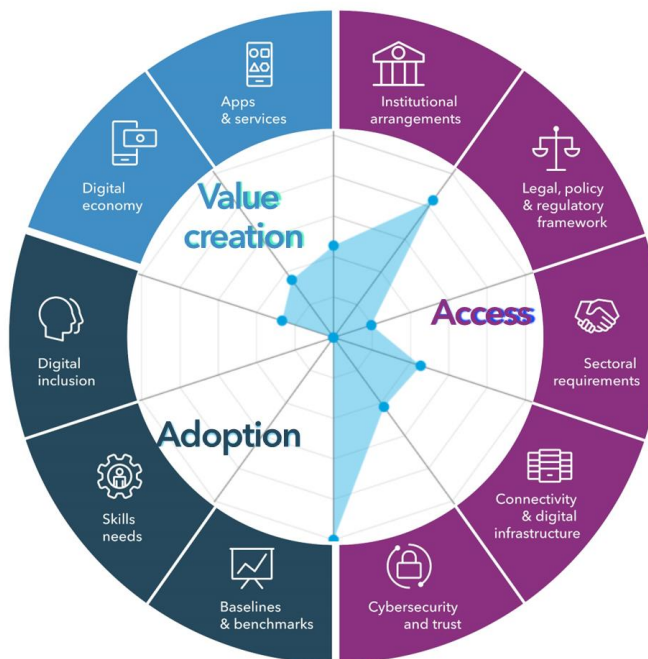 Apps
& services
Institutional
arrangements
Digital
economy
Legal, policy
& regulatory
framework
Value
creation
Access
Digital
inclusion
Sectoral
requirements
Adoption
Skills
needs
Connectivity
& digital
infrastructure
Baselines
& benchmarks
Cybersecurity
and trust